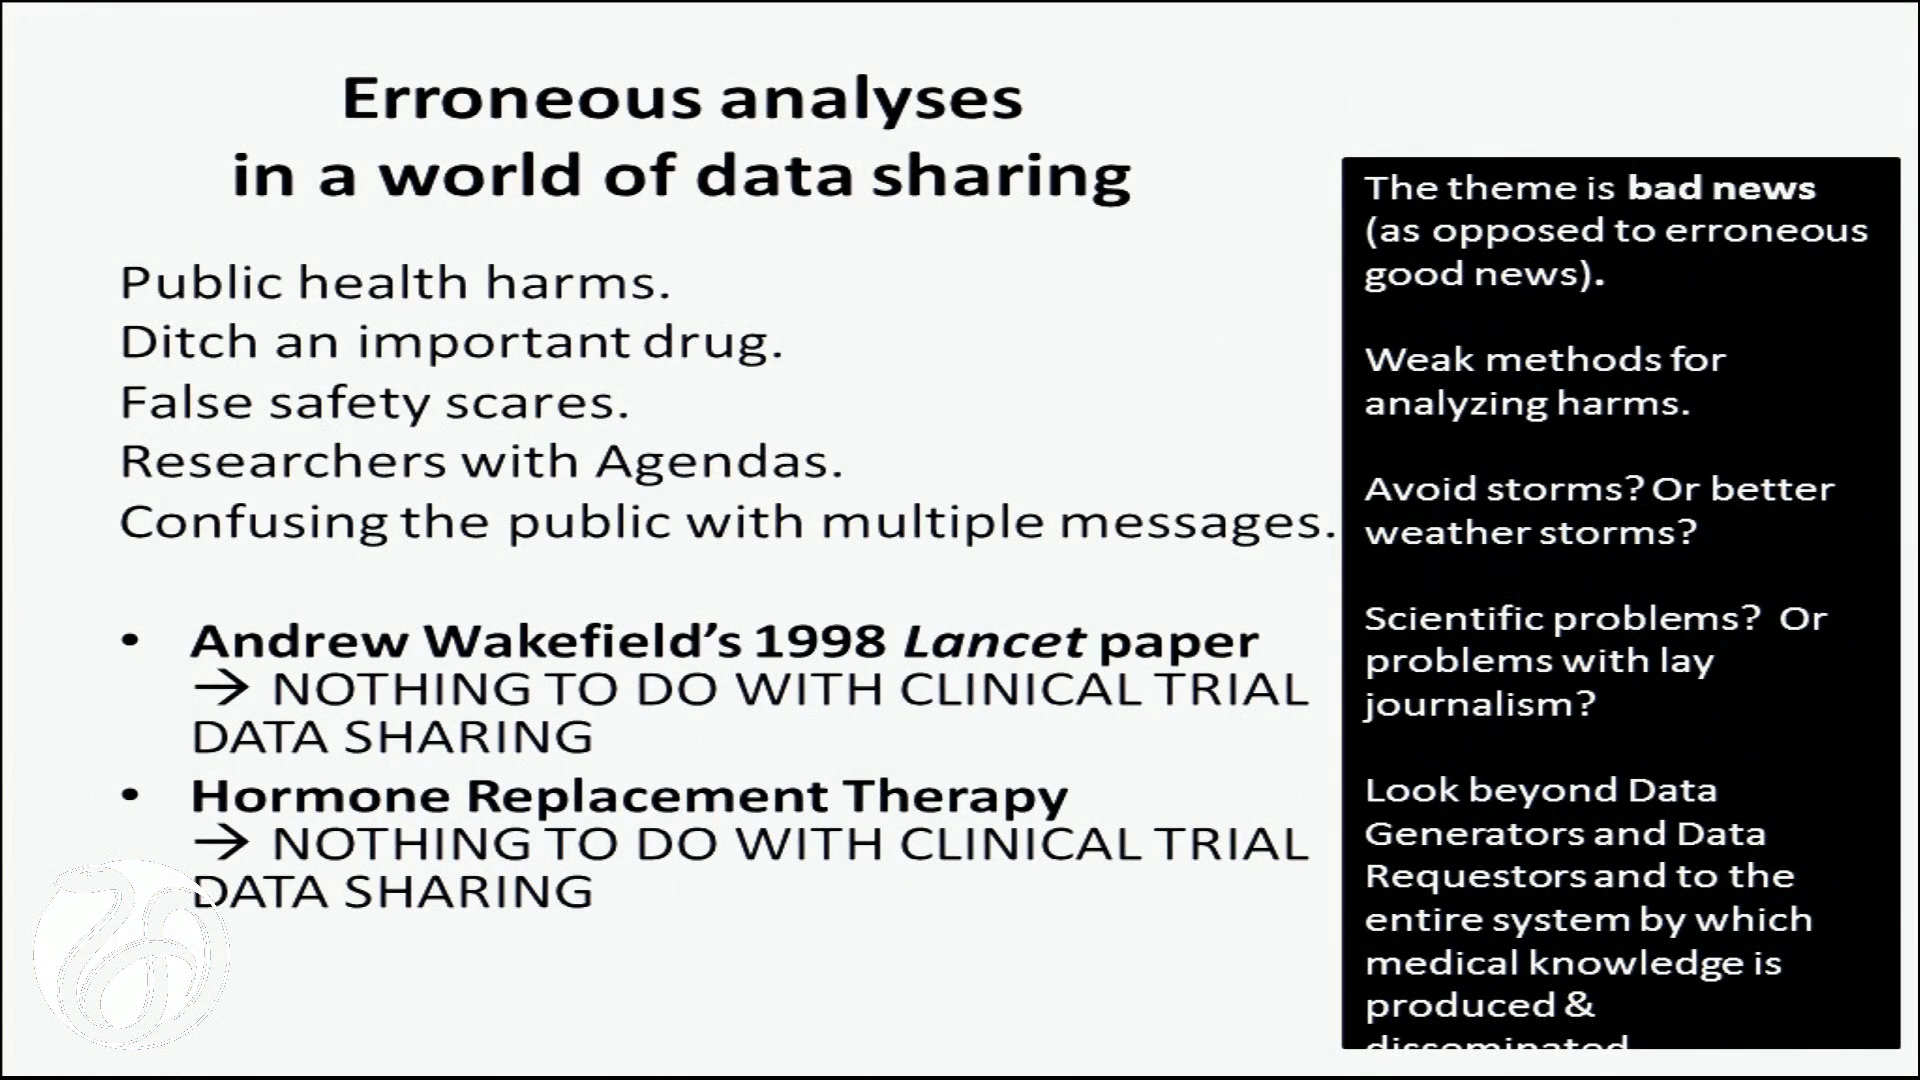 Erroneous analyses
in a world of data sharing
Public health harms.
Ditch an important drug.
False safety scares.
Researchers with Agendas.
Confusing the public with multiple messages.
• Andrew Wakefield's 1998 Lancet paper
→ NOTHING TO DO WITH CLINICAL TRIAL
DATA SHARING
• Hormone Replacement Therapy
→ NOTHING TO DO WITH CLINICAL TRIAL
DATA SHARING
The theme is bad news
(as opposed to erroneous
good news).
Weak methods for
analyzing harms.
Avoid storms? Or better
weather storms?
Scientific problems? Or
problems with lay
journalism?
Look beyond Data
Generators and Data
Requestors and to the
entire system by which
medical knowledge is
produced &
disseminated